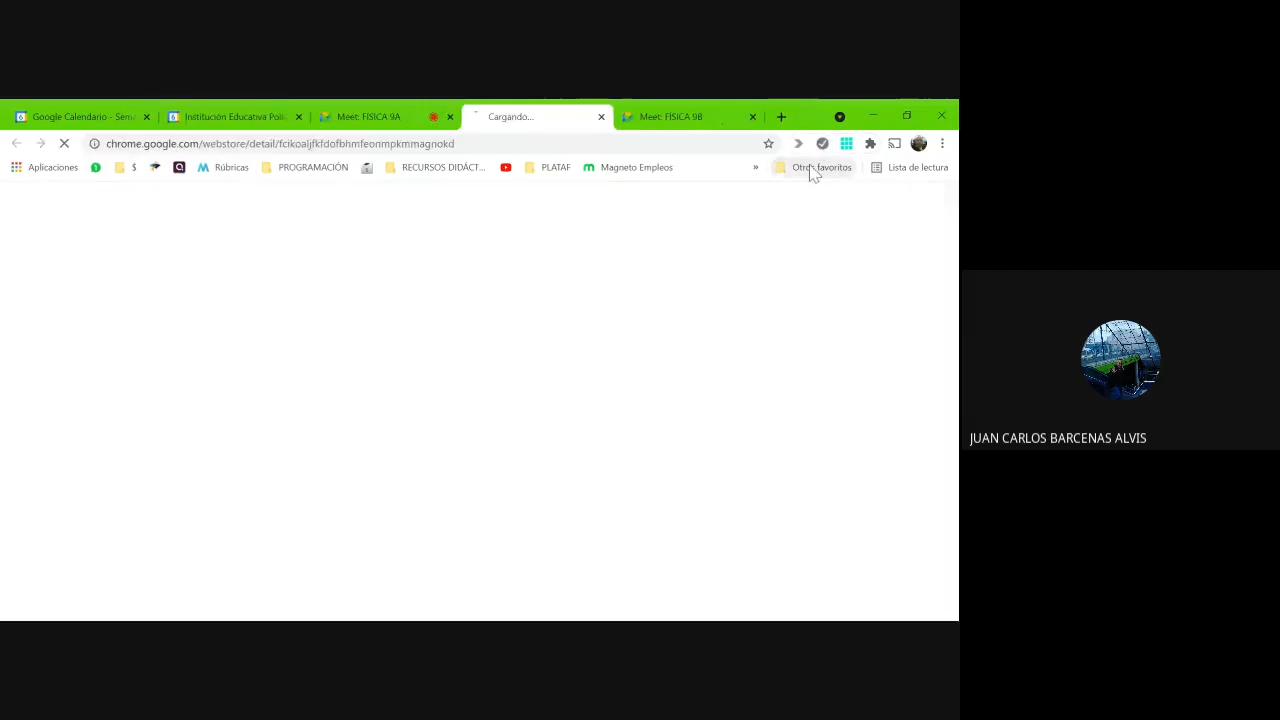 Google Calendario - Sema
Institución Educativa Poli
Meet: FISICA 9A
Cargando...
Meet: FISICA 9B
chrome.google.com/webstore/detail/fcikoaljfkfdofbhmfeonmpkmmagnokd
Aplicaciones
$
Rúbricas
PROGRAMACIÓN
RECURSOS DIDÁCT...
PLATAF
Magneto Empleos
»
Otros favoritos
Lista de lectura
JUAN CARLOS BARCENAS ALVIS